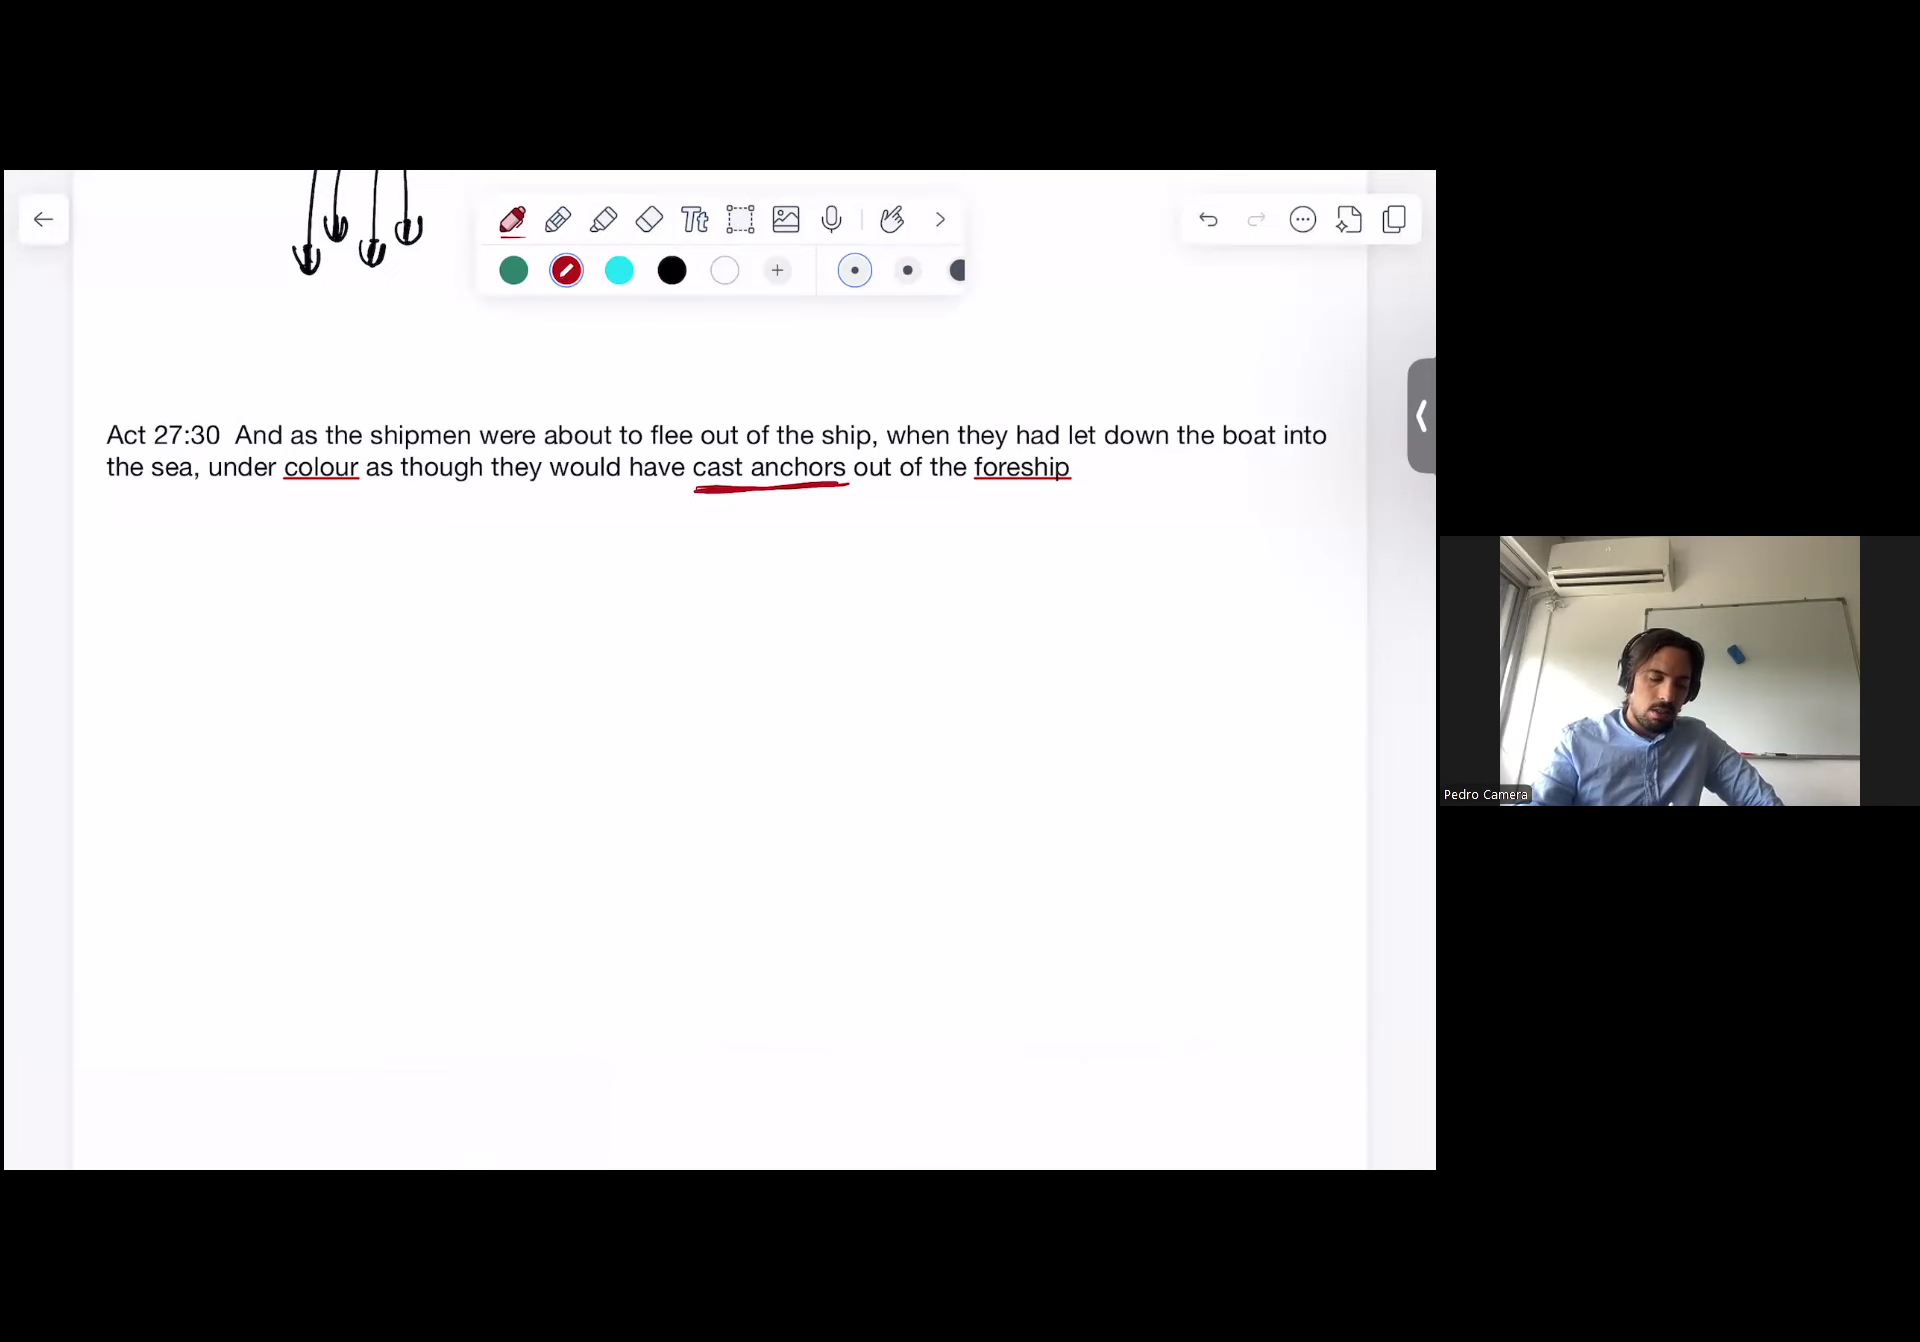 Tt
Act 27:30  And as the shipmen were about to flee out of the ship, when they had let down the boat into
the sea, under colour as though they would have cast anchors out of the foreship
Pedro Camera